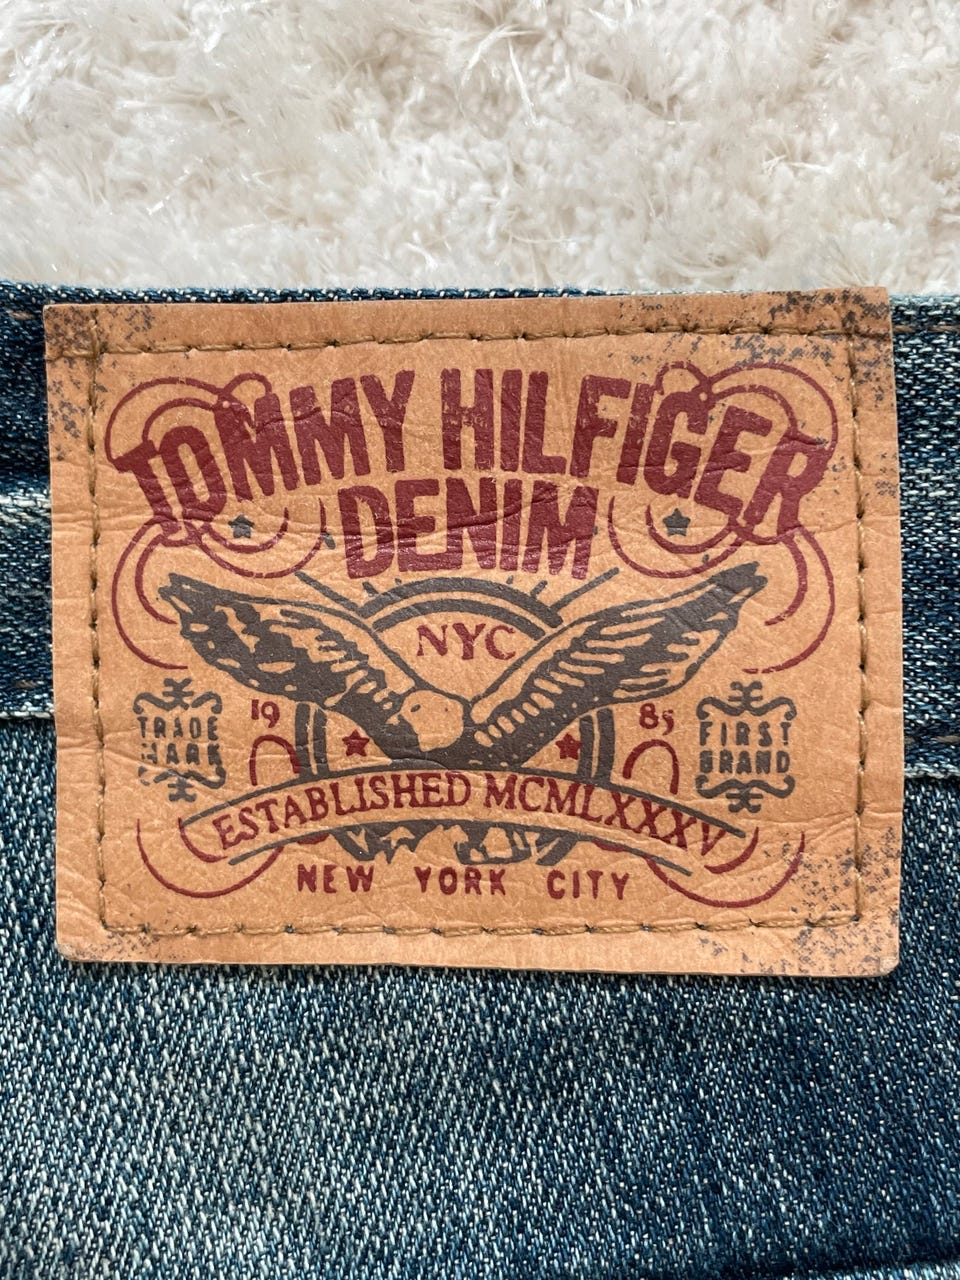 TOMMY HILFIGER
DENIM
NYC
19 85
TRADE
MARK
FIRST
BRAND
ESTABLISHED MCMLXXXV
NEW YORK CITY